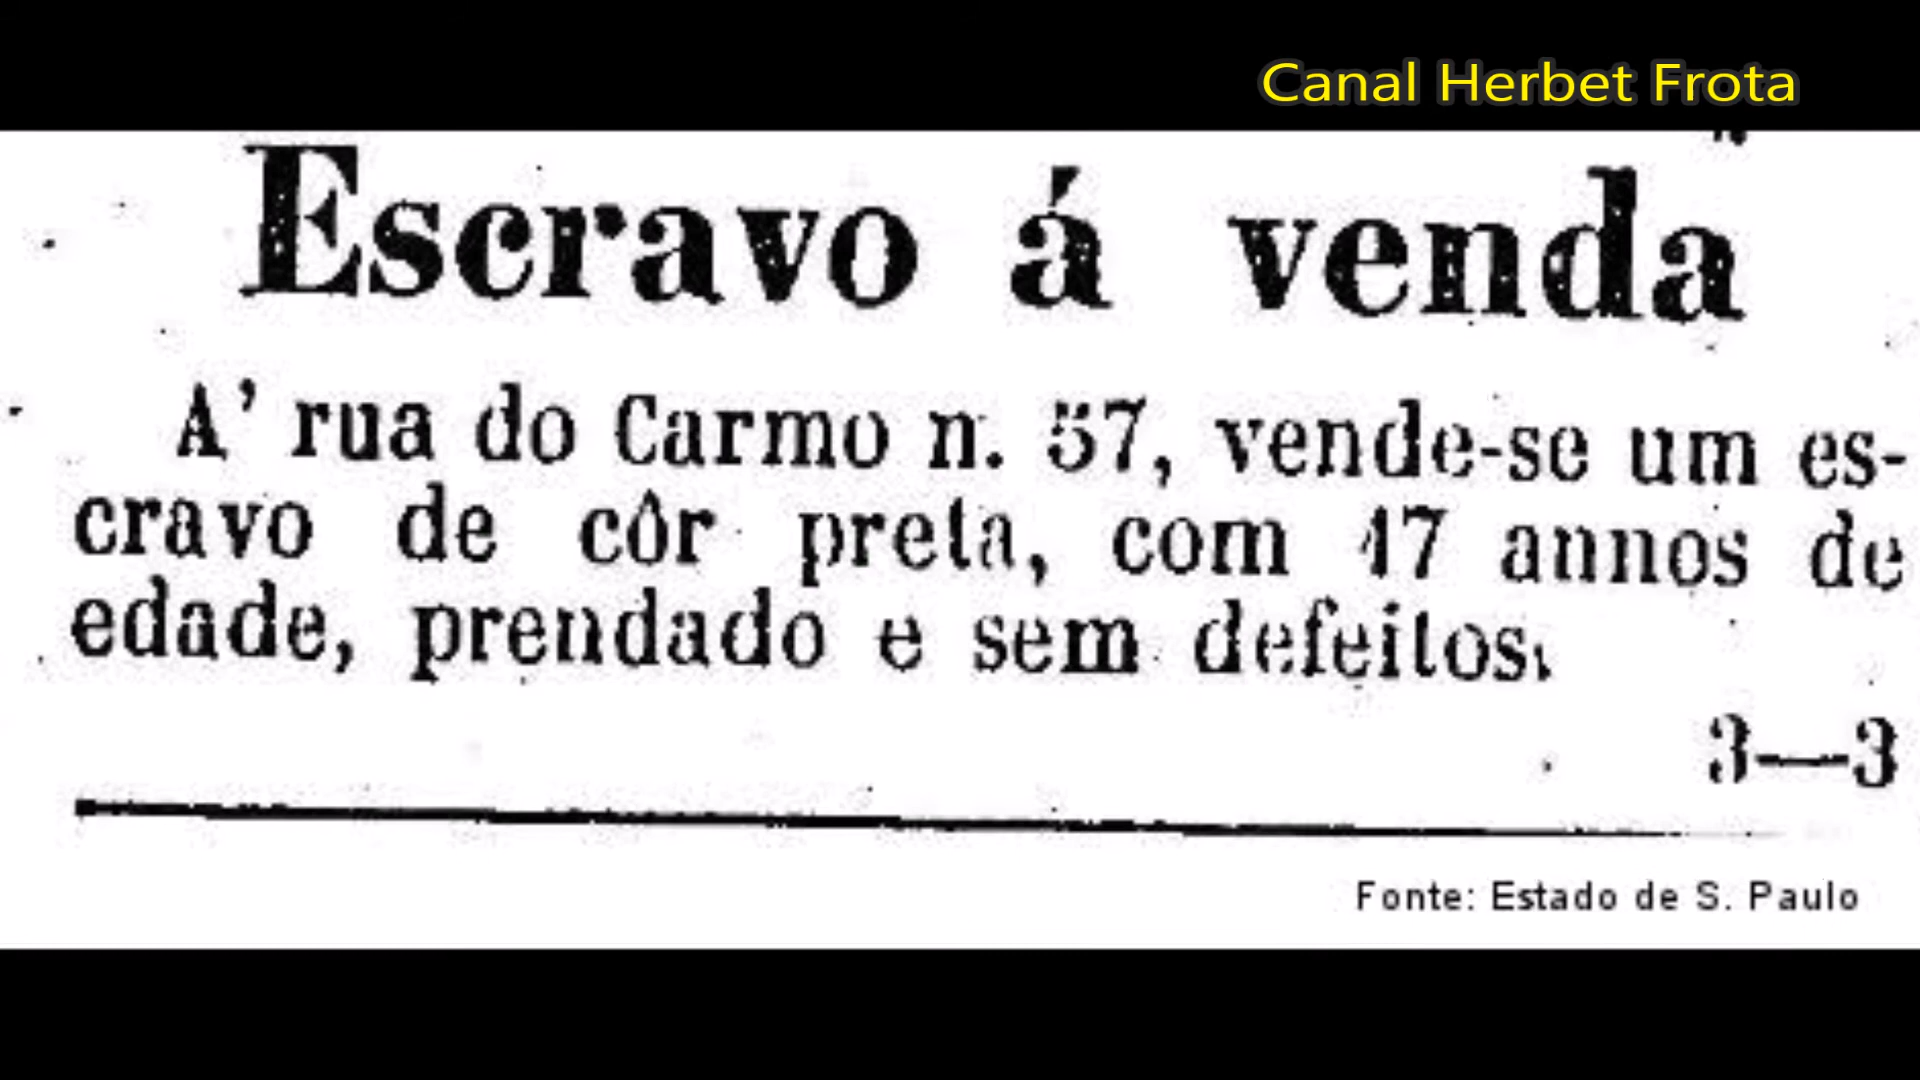 Canal Herbet Frota
Escravo á venda
A' rua do Carmo n. 57, vende-se um es-
cravo de côr preta, com 17 annos de
edade, prendado e sem defeitos.
3—3
Fonte: Estado de S. Paulo